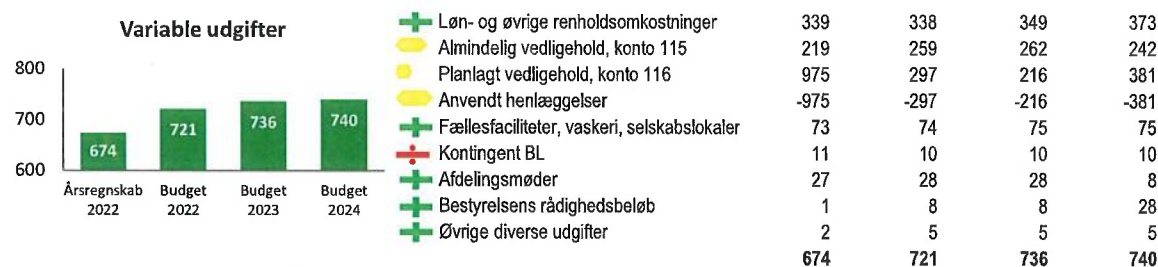 Variable udgifter
800
700
600
674
721
736
740
Årsregnskab 2022
Budget 2022
Budget 2023
Budget 2024
Løn- og øvrige renholdsomkostninger 339 338 349 373
Almindelig vedligehold, konto 115 219 259 262 242
Planlagt vedligehold, konto 116 975 297 216 381
Anvendt henlæggelser -975 -297 -216 -381
Fællesfaciliteter, vaskeri, selskabslokaler 73 74 75 75
Kontingent BL 11 10 10 10
Afdelingsmøder 27 28 28 8
Bestyrelsens rådighedsbeløb 1 8 8 28
Øvrige diverse udgifter 2 5 5 5
674 721 736 740